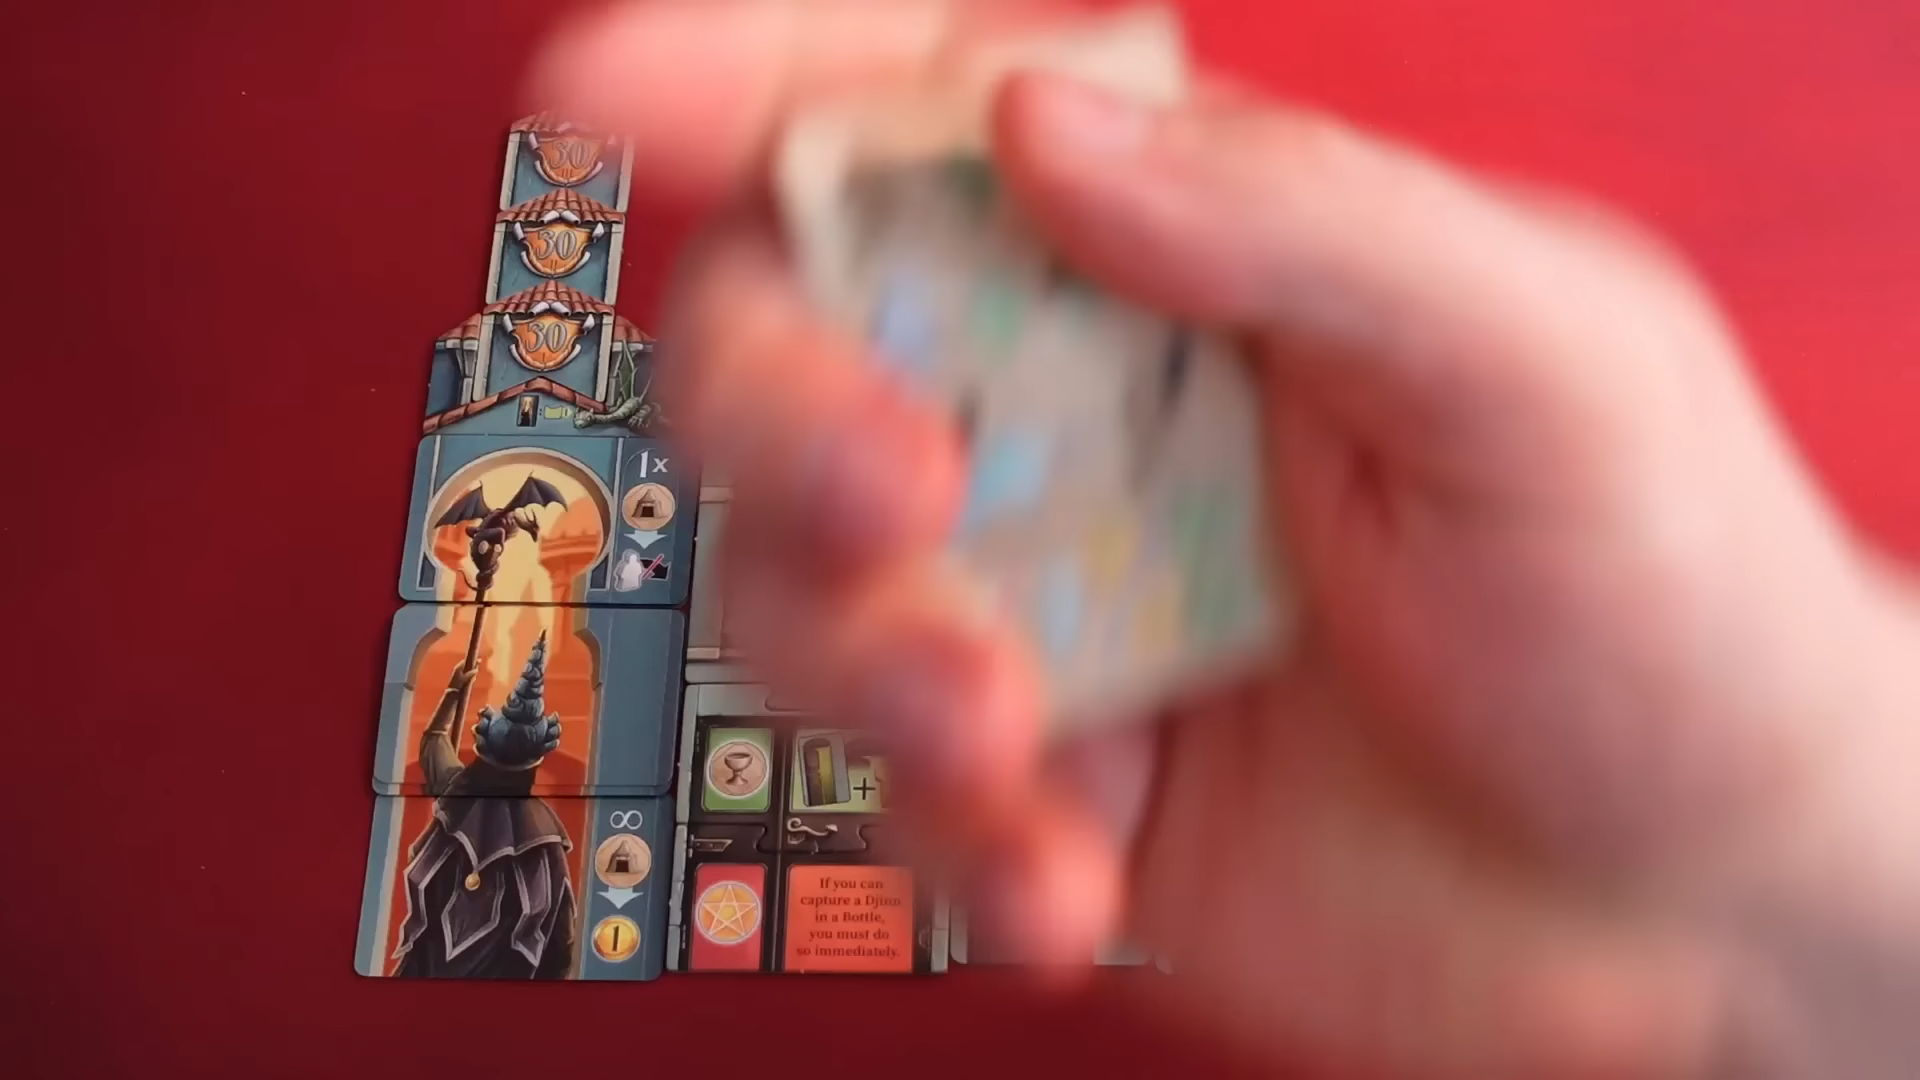 30
30
30
1x
∞
1
+
If you can
capture a Djinn
in a Bottle,
you must do
so immediately.